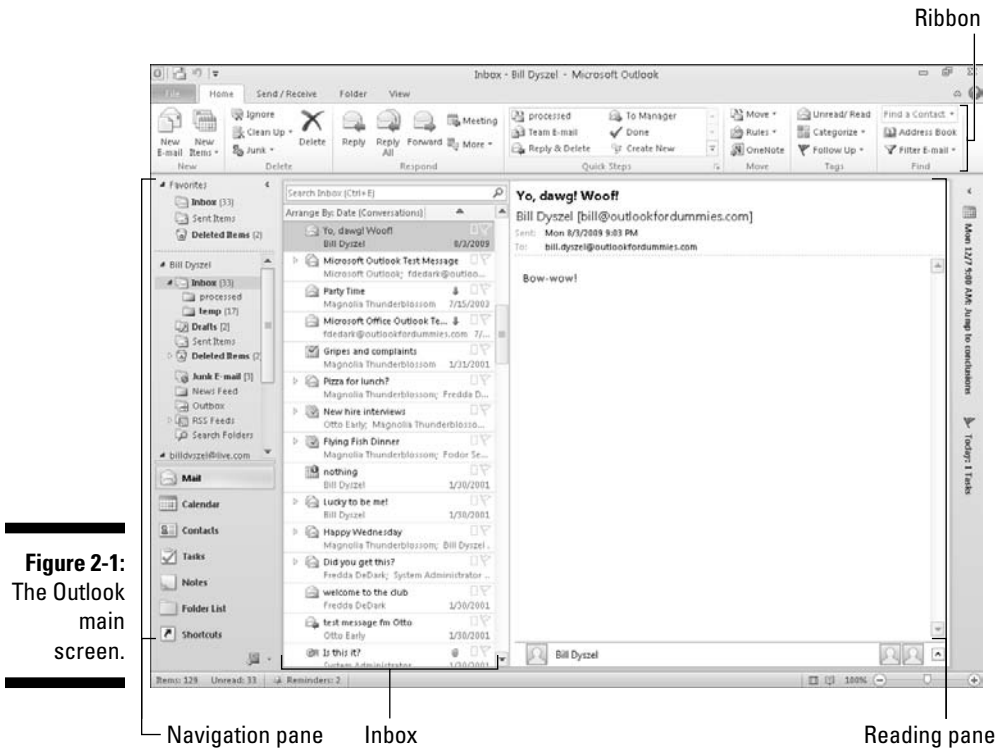 Ribbon
Inbox - Bill Dyszel - Microsoft Outlook
File Home Send / Receive Folder View
New E-mail
New Items
New
Ignore
Clean Up
Junk
Delete
Delete
Reply
Reply All
Forward
Meeting
More
Respond
processed
Team E-mail
Reply & Delete
To Manager
Done
Create New
Quick Steps
Move
Rules
OneNote
Move
Unread/ Read
Categorize
Follow Up
Tags
Find a Contact
Address Book
Filter E-mail
Find
Favorites
Inbox (33)
Sent Items
Deleted Items (2)
Bill Dyszel
Inbox (33)
processed
temp (17)
Drafts [2]
Sent Items
Deleted Items (2
Junk E-mail [3]
News Feed
Outbox
RSS Feeds
Search Folders
billdyszel@live.com
Mail
Calendar
Contacts
Tasks
Notes
Folder List
Shortcuts
Search Inbox (Ctrl+E)
Arrange By: Date (Conversations)
Yo, dawg! Woof!
Bill Dyszel 8/3/2009
Microsoft Outlook Test Message
Microsoft Outlook; fdedark@outloo...
Party Time
Magnolia Thunderblossom 7/15/2003
Microsoft Office Outlook Te...
fdedark@outlookfordummies.com 7/...
Gripes and complaints
Magnolia Thunderblossom 1/31/2001
Pizza for lunch?
Magnolia Thunderblossom; Fredda D...
New hire interviews
Otto Early; Magnolia Thunderblosso...
Flying Fish Dinner
Magnolia Thunderblossom; Fodor Se...
nothing
Bill Dyszel 1/30/2001
Lucky to be me!
Bill Dyszel 1/30/2001
Happy Wednesday
Magnolia Thunderblossom; Bill Dyszel .
Did you get this?
Fredda DeDark; System Administrator ..
welcome to the club
Fredda DeDark 1/30/2001
test message fm Otto
Otto Early 1/30/2001
Is this it?
System Administrator 1/30/2001
Yo, dawg! Woof!
Bill Dyszel [bill@outlookfordummies.com]
Sent: Mon 8/3/2009 9:03 PM
To: bill.dyszel@outlookfordummies.com
Bow-wow!
Bill Dyszel
Mon 12/7 9:00 AM: Jump to conclusions
Today: 1 Tasks
Items: 129 Unread: 33 Reminders: 2
100%
Figure 2-1:
The Outlook
main
screen.
Navigation pane
Inbox
Reading pane